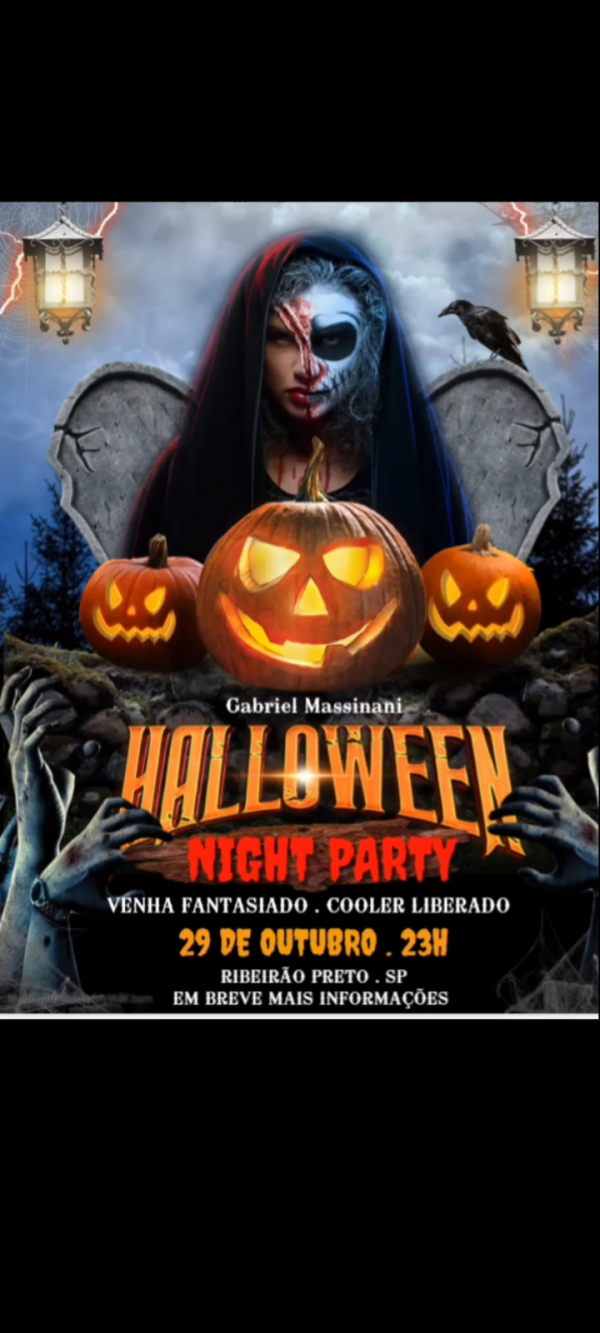 Gabriel Massinani
HALLOWEEN
NIGHT PARTY
VENHA FANTASIADO . COOLER LIBERADO
29 DE OUTUBRO . 23H
RIBEIRÃO PRETO . SP
EM BREVE MAIS INFORMAÇÕES